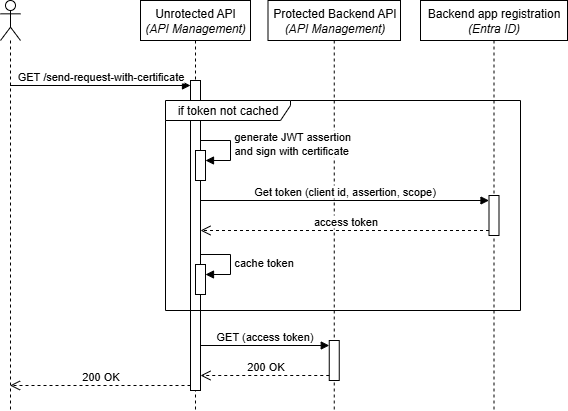 Unrotected API
(API Management)
Protected Backend API
(API Management)
Backend app registration
(Entra ID)
GET /send-request-with-certificate
if token not cached
generate JWT assertion
and sign with certificate
Get token (client id, assertion, scope)
access token
cache token
GET (access token)
200 OK
200 OK